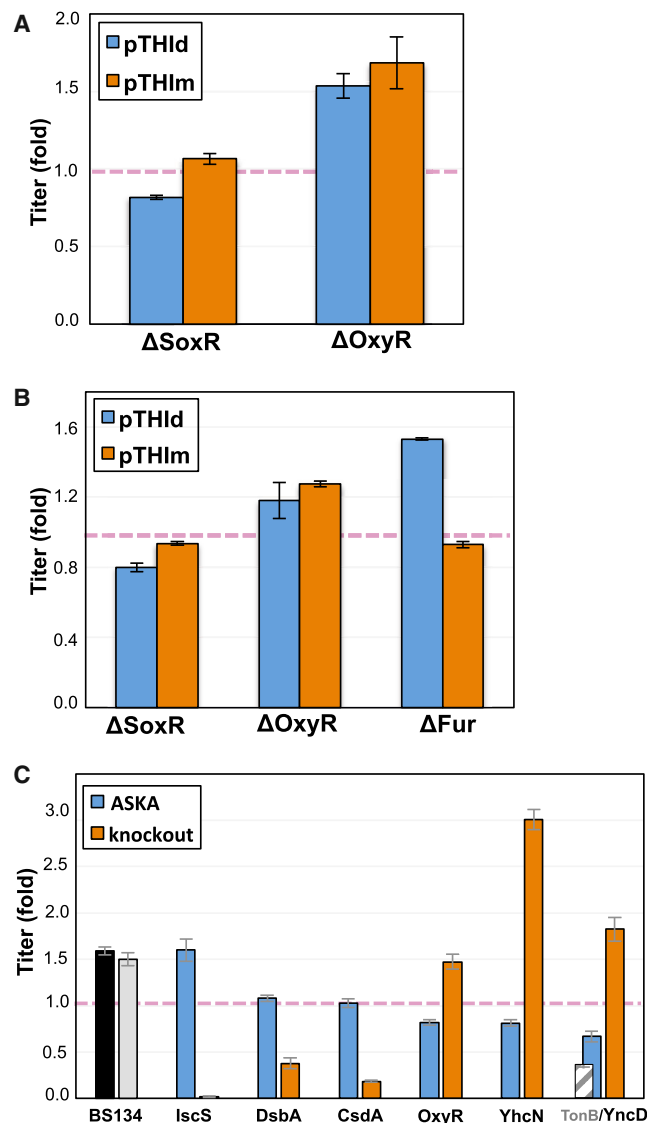 A
2.0
pTHId
pTHIm
1.5
1.0
0.5
0.0
Titer (fold)
ΔSoxR ΔOxyR
B
pTHId
pTHIm
1.6
1.2
0.8
0.4
0.0
Titer (fold)
ΔSoxR ΔOxyR ΔFur
C
ASKA
knockout
3.0
2.5
2.0
1.5
1.0
0.5
0.0
Titer (fold)
BS134 IscS DsbA CsdA OxyR YhcN TonB/YncD